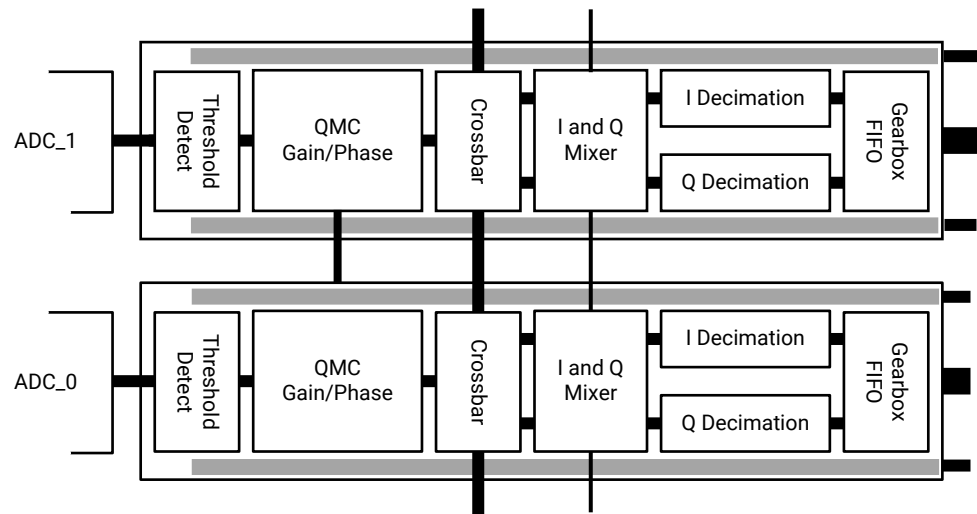 ADC_1
Threshold
Detect
QMC
Gain/Phase
Crossbar
I and Q
Mixer
I Decimation
Q Decimation
Gearbox
FIFO
ADC_0
Threshold
Detect
QMC
Gain/Phase
Crossbar
I and Q
Mixer
I Decimation
Q Decimation
Gearbox
FIFO